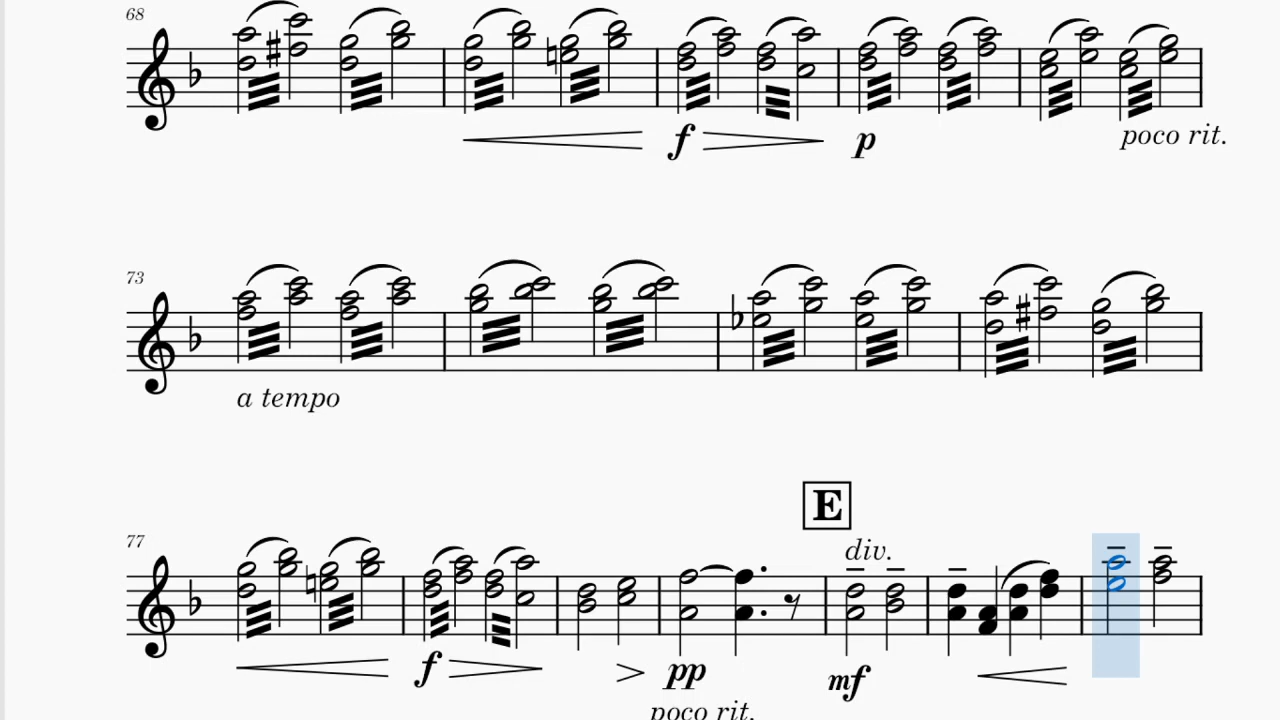 68
f p poco rit.
73
a tempo
E
div.
77
f pp mf
poco rit.